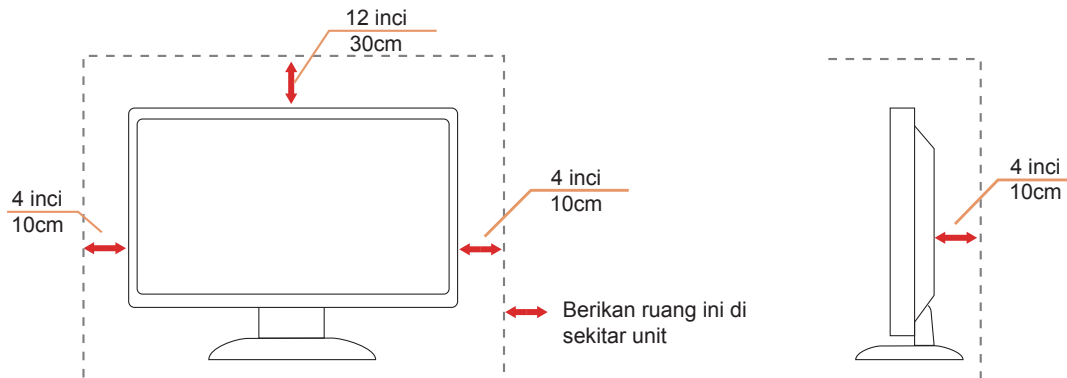 12 inci
30cm
4 inci
10cm
4 inci
10cm
4 inci
10cm
Berikan ruang ini di
sekitar unit